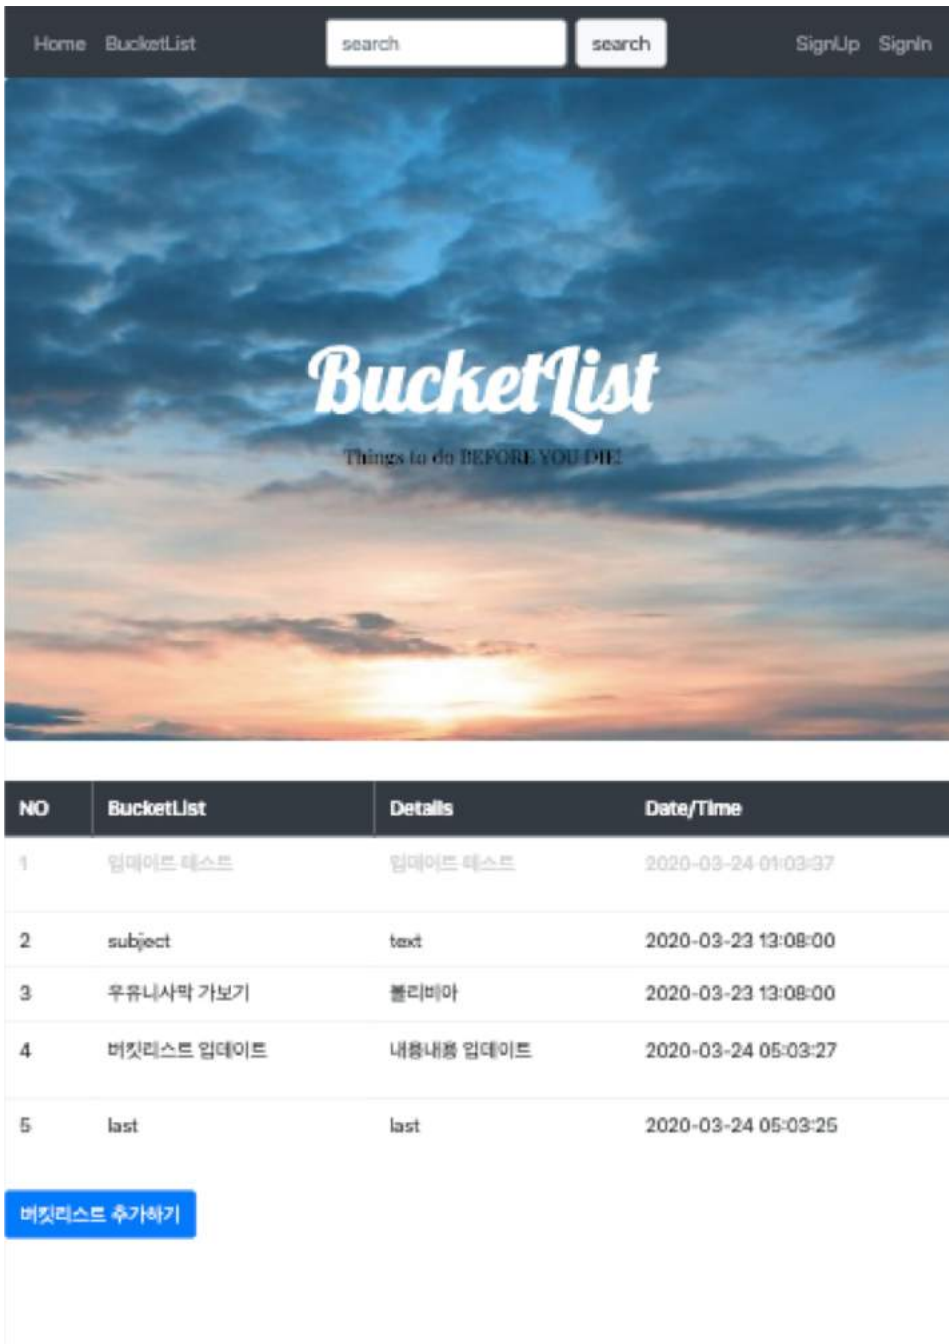 Home BucketList search search SignUp SignIn
BucketList
Things to do BEFORE YOU DIE!
NO BucketList Details Date/Time
1 업데이트 테스트 업데이트 테스트 2020-03-24 01:03:37
2 subject text 2020-03-23 13:08:00
3 우유니사막 가보기 볼리비아 2020-03-23 13:08:00
4 버킷리스트 업데이트 내용내용 업데이트 2020-03-24 05:03:27
5 last last 2020-03-24 05:03:25
버킷리스트 추가하기